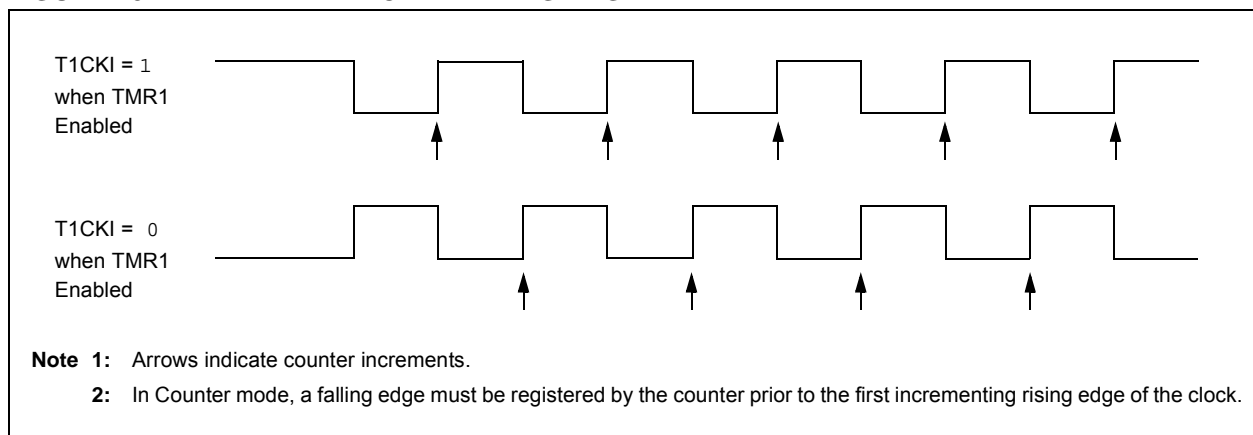 T1CKI = 1
when TMR1
Enabled
T1CKI = 0
when TMR1
Enabled
Note 1: Arrows indicate counter increments.
2: In Counter mode, a falling edge must be registered by the counter prior to the first incrementing rising edge of the clock.